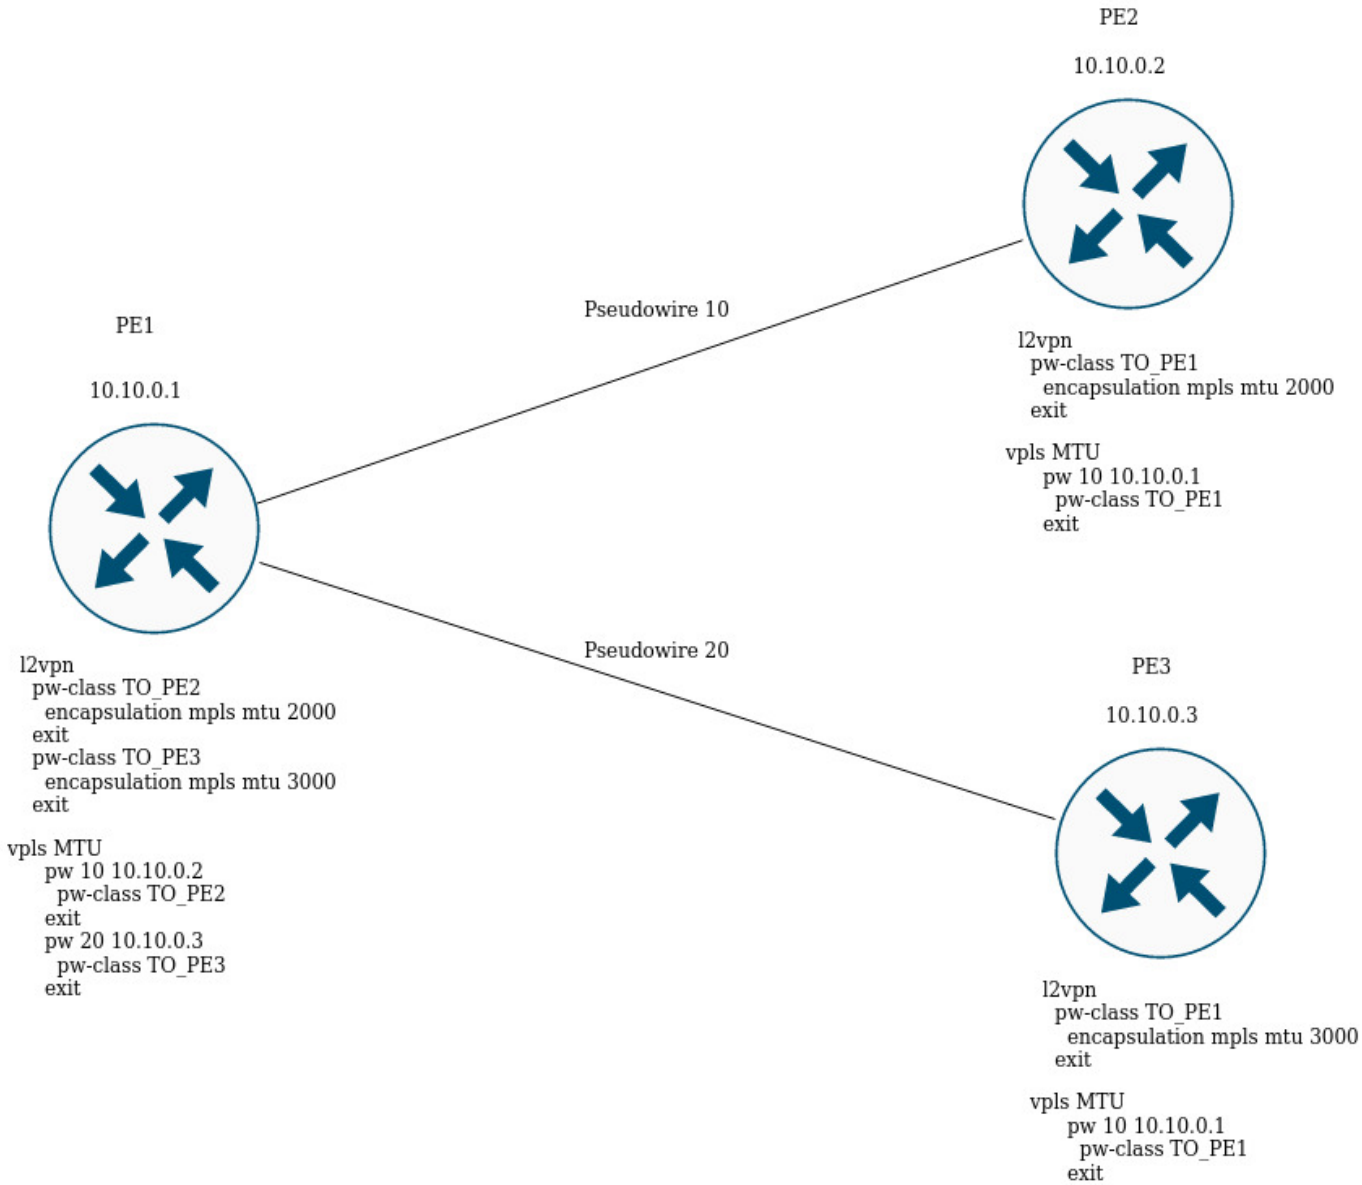 PE2
10.10.0.2
l2vpn
pw-class TO_PE1
encapsulation mpls mtu 2000
exit
vpls MTU
pw 10 10.10.0.1
pw-class TO_PE1
exit
Pseudowire 10
PE1
10.10.0.1
l2vpn
pw-class TO_PE2
encapsulation mpls mtu 2000
exit
pw-class TO_PE3
encapsulation mpls mtu 3000
exit
vpls MTU
pw 10 10.10.0.2
pw-class TO_PE2
exit
pw 20 10.10.0.3
pw-class TO_PE3
exit
Pseudowire 20
PE3
10.10.0.3
l2vpn
pw-class TO_PE1
encapsulation mpls mtu 3000
exit
vpls MTU
pw 10 10.10.0.1
pw-class TO_PE1
exit